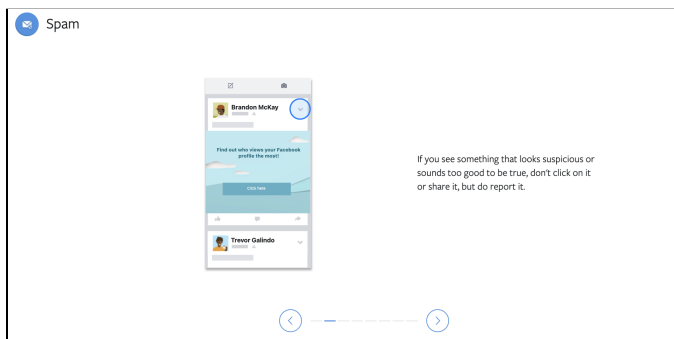 Spam
Brandon McKay
Find out who views your Facebook
profile the most!
Click here
Trevor Galindo
If you see something that looks suspicious or
sounds too good to be true, don't click on it
or share it, but do report it.